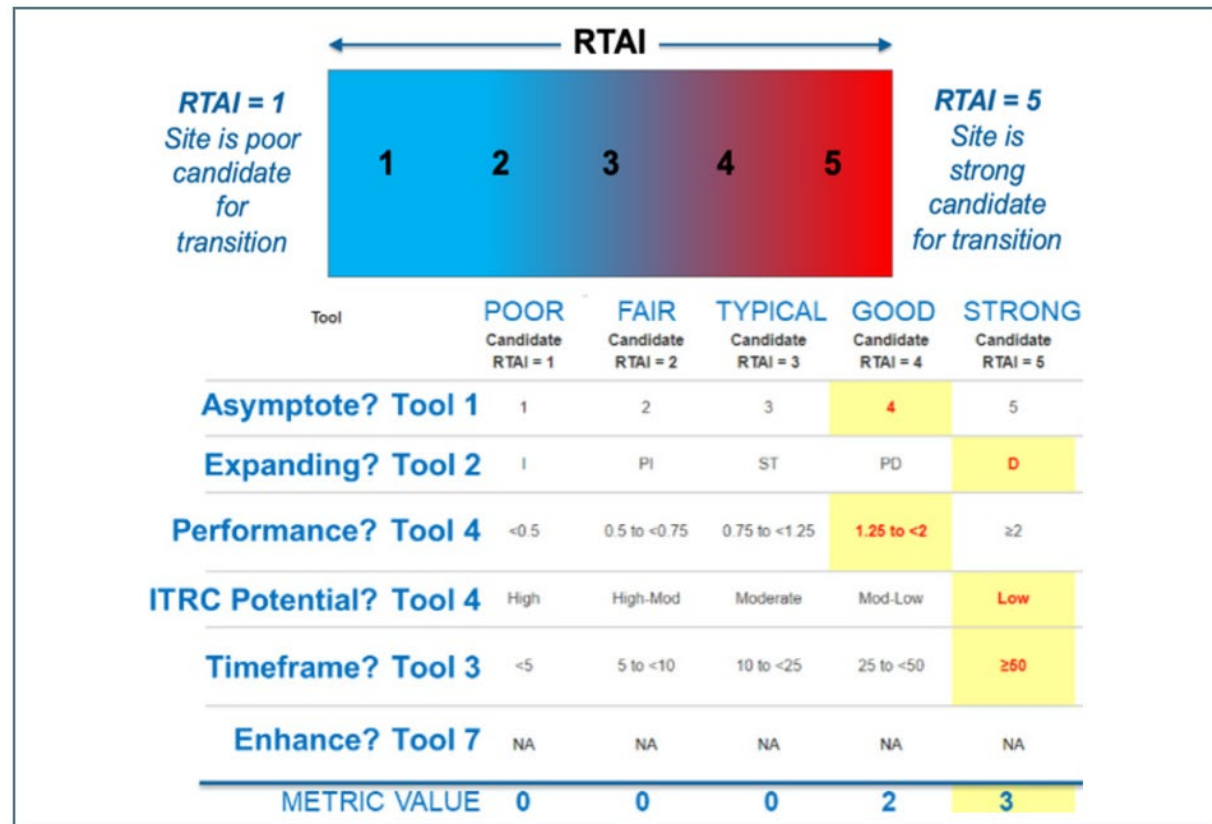 RTAI
RTAI = 1
Site is poor
candidate
for
transition
1 2 3 4 5
RTAI = 5
Site is
strong
candidate
for transition
Tool POOR FAIR TYPICAL GOOD STRONG
Candidate Candidate Candidate Candidate Candidate
RTAI = 1 RTAI = 2 RTAI = 3 RTAI = 4 RTAI = 5
Asymptote? Tool 1 1 2 3 4 5
Expanding? Tool 2 I PI ST PD D
Performance? Tool 4 <0.5 0.5 to <0.75 0.75 to <1.25 1.25 to <2 ≥2
ITRC Potential? Tool 4 High High-Mod Moderate Mod-Low Low
Timeframe? Tool 3 <5 5 to <10 10 to <25 25 to <50 ≥50
Enhance? Tool 7 NA NA NA NA NA
METRIC VALUE 0 0 0 2 3